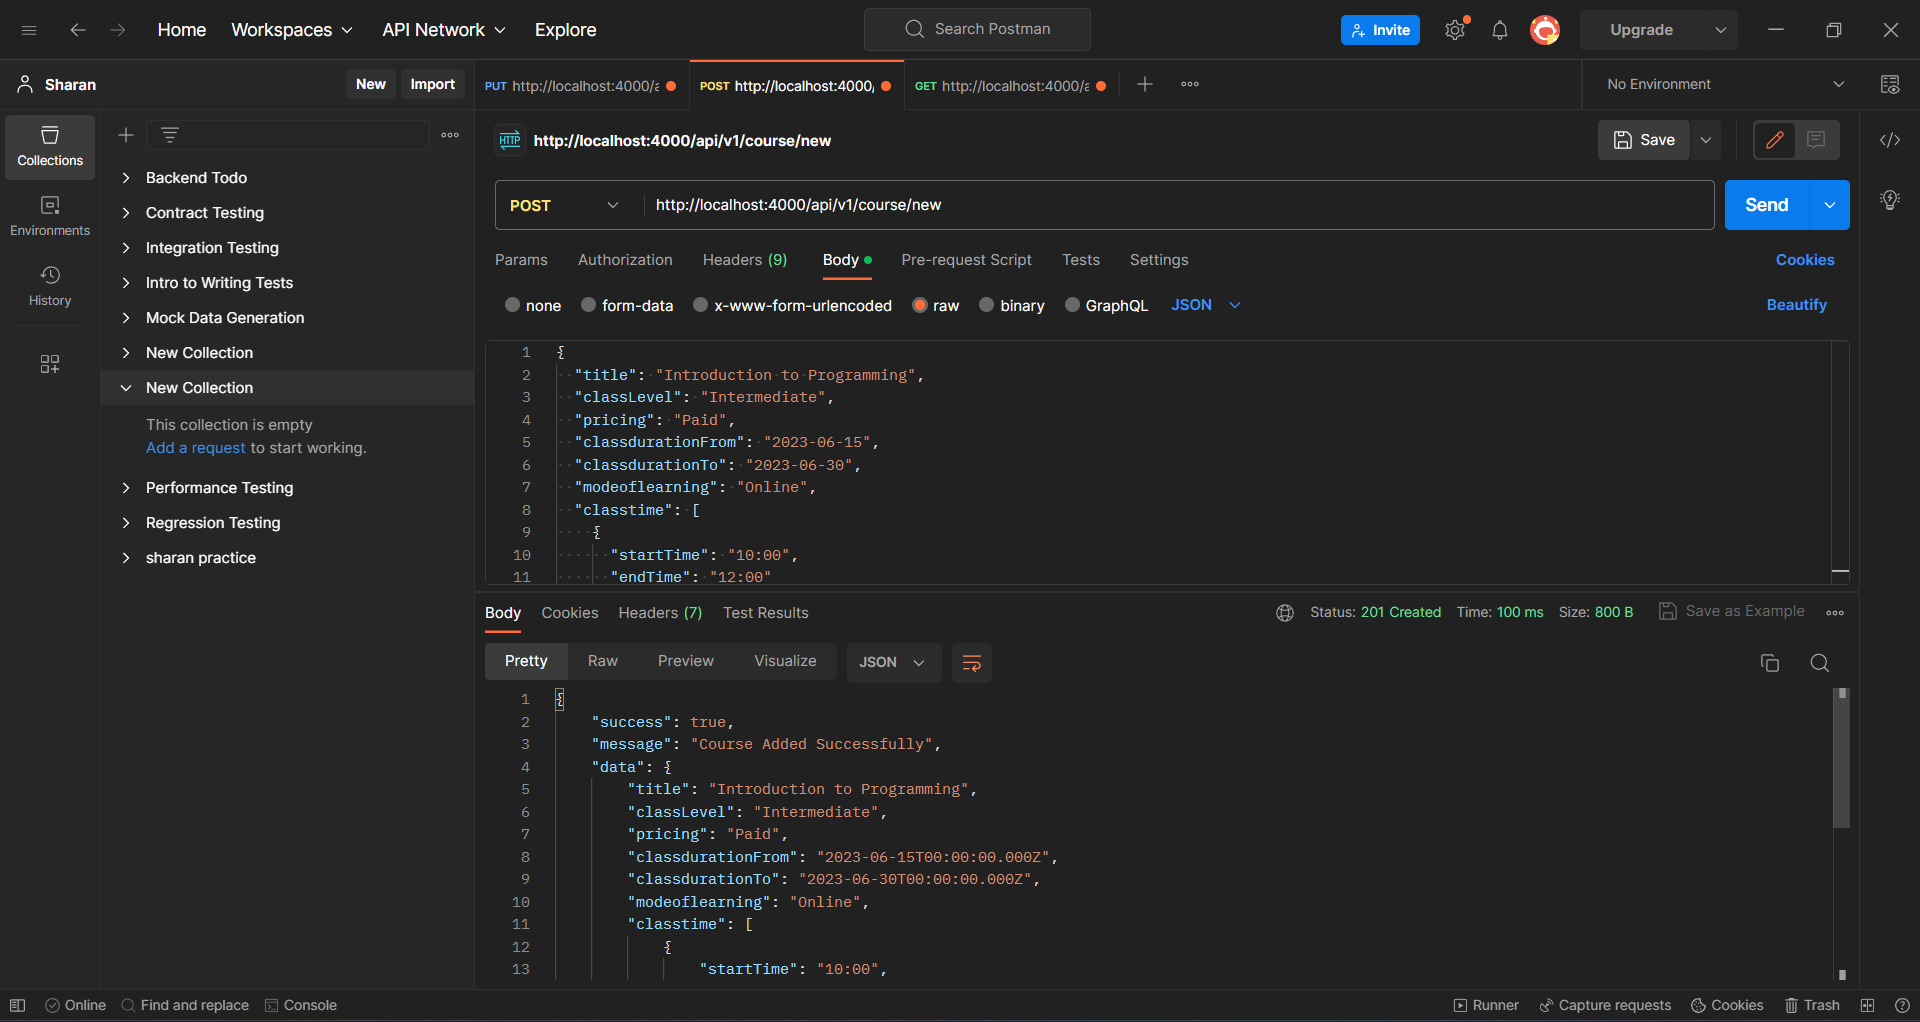 Home Workspaces API Network Explore Search Postman Invite Upgrade
Sharan New Import
PUT http://localhost:4000/a POST http://localhost:4000, GET http://localhost:4000/a No Environment
Collections
Environments
History
Backend Todo
Contract Testing
Integration Testing
Intro to Writing Tests
Mock Data Generation
New Collection
New Collection
This collection is empty
Add a request to start working.
Performance Testing
Regression Testing
sharan practice
HTTP http://localhost:4000/api/v1/course/new Save
POST http://localhost:4000/api/v1/course/new Send
Params Authorization Headers (9) Body Pre-request Script Tests Settings Cookies
none form-data x-www-form-urlencoded raw binary GraphQL JSON Beautify
1 {
2 "title": "Introduction to Programming",
3 "classLevel": "Intermediate",
4 "pricing": "Paid",
5 "classdurationFrom": "2023-06-15",
6 "classdurationTo": "2023-06-30",
7 "modeoflearning": "Online",
8 "classtime": [
9 {
10 "startTime": "10:00",
11 "endTime": "12:00"
Body Cookies Headers (7) Test Results Status: 201 Created Time: 100 ms Size: 800 B Save as Example
Pretty Raw Preview Visualize JSON
1 {
2 "success": true,
3 "message": "Course Added Successfully",
4 "data": {
5 "title": "Introduction to Programming",
6 "classLevel": "Intermediate",
7 "pricing": "Paid",
8 "classdurationFrom": "2023-06-15T00:00:00.000Z",
9 "classdurationTo": "2023-06-30T00:00:00.000Z",
10 "modeoflearning": "Online",
11 "classtime": [
12 {
13 "startTime": "10:00",
Online Find and replace Console Runner Capture requests Cookies Trash